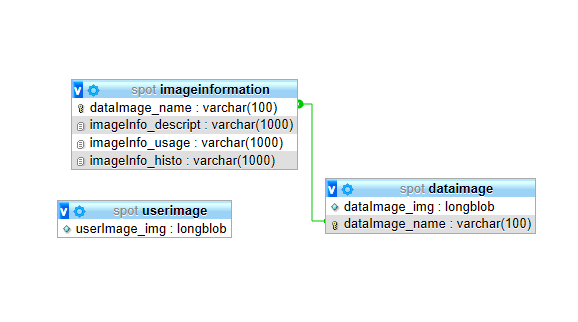 spot imageinformation
dataImage_name : varchar(100)
imageInfo_descript : varchar(1000)
imageInfo_usage : varchar(1000)
imageInfo_histo : varchar(1000)
spot dataimage
dataImage_img : longblob
dataImage_name : varchar(100)
spot userimage
userImage_img : longblob